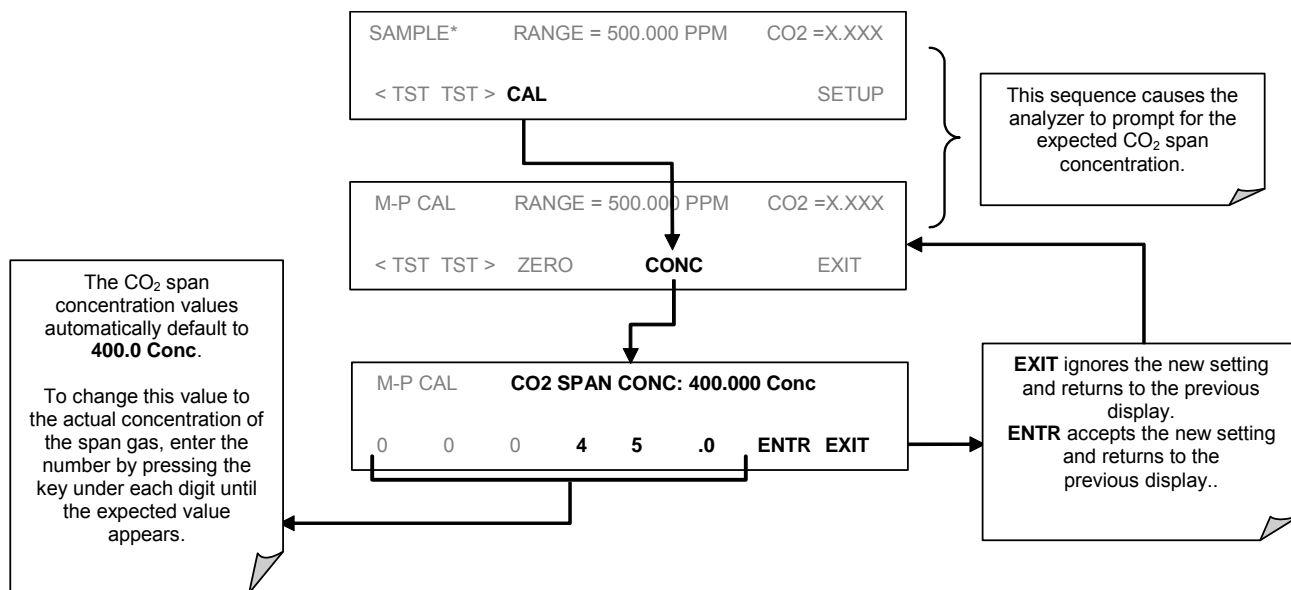 SAMPLE* RANGE = 500.000 PPM CO2 =X.XXX
< TST TST > CAL SETUP
This sequence causes the
analyzer to prompt for the
expected CO₂ span
concentration.
M-P CAL RANGE = 500.000 PPM CO2 =X.XXX
< TST TST > ZERO CONC EXIT
The CO₂ span
concentration values
automatically default to
400.0 Conc.
To change this value to
the actual concentration of
the span gas, enter the
number by pressing the
key under each digit until
the expected value
appears.
M-P CAL CO2 SPAN CONC: 400.000 Conc
0 0 0 4 5 .0 ENTR EXIT
EXIT ignores the new setting
and returns to the previous
display.
ENTR accepts the new setting
and returns to the
previous display..